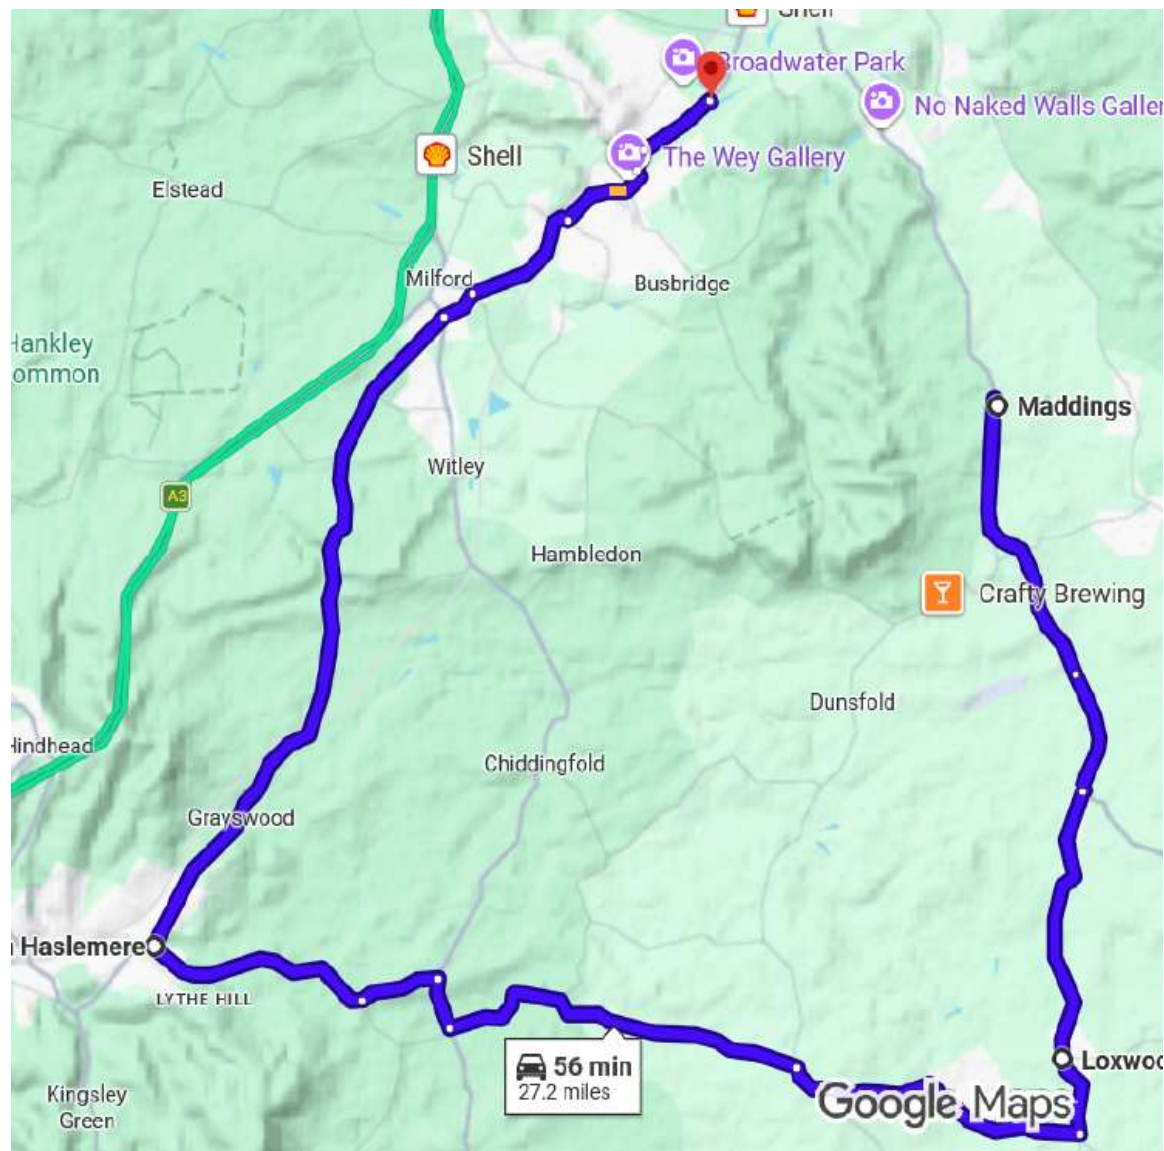 Shell
Broadwater Park
No Naked Walls Galler
Shell
The Wey Gallery
Elstead
Milford
Busbridge
Hankley
ommon
Maddings
Witley
A3
Hambledon
Crafty Brewing
Dunsfold
Hindhead
Chiddingfold
Grayswood
Haslemere
LYTHE HILL
56 min
27.2 miles
Loxwoo
Kingsley
Green
Google Maps